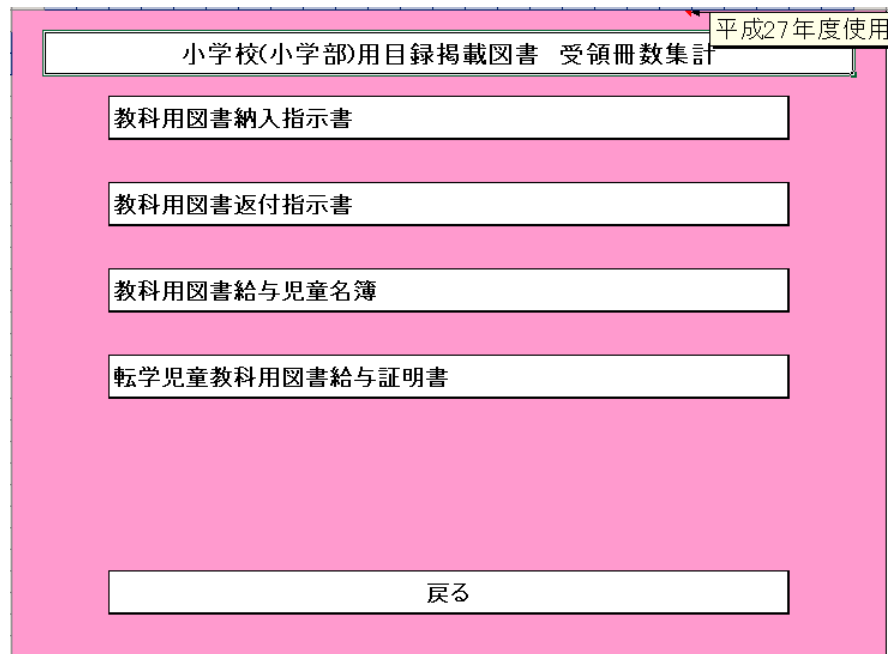 平成27年度使用
小学校(小学部)用目録掲載図書　受領冊数集計
教科用図書納入指示書
教科用図書返付指示書
教科用図書給与児童名簿
転学児童教科用図書給与証明書
戻る